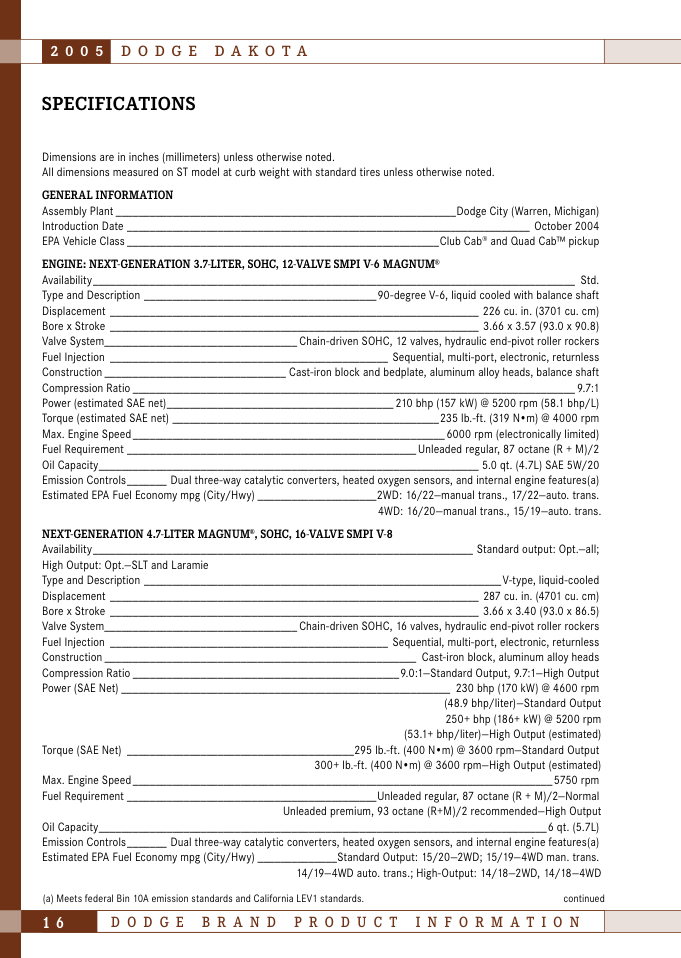 2005 DODGE DAKOTA
SPECIFICATIONS
Dimensions are in inches (millimeters) unless otherwise noted.
All dimensions measured on ST model at curb weight with standard tires unless otherwise noted.
GENERAL INFORMATION
Assembly Plant Dodge City (Warren, Michigan)
Introduction Date October 2004
EPA Vehicle Class Club Cab® and Quad Cab™ pickup
ENGINE: NEXT-GENERATION 3.7-LITER, SOHC, 12-VALVE SMPI V-6 MAGNUM®
Availability Std.
Type and Description 90-degree V-6, liquid cooled with balance shaft
Displacement 226 cu. in. (3701 cu. cm)
Bore x Stroke 3.66 x 3.57 (93.0 x 90.8)
Valve System Chain-driven SOHC, 12 valves, hydraulic end-pivot roller rockers
Fuel Injection Sequential, multi-port, electronic, returnless
Construction Cast-iron block and bedplate, aluminum alloy heads, balance shaft
Compression Ratio 9.7:1
Power (estimated SAE net) 210 bhp (157 kW) @ 5200 rpm (58.1 bhp/L)
Torque (estimated SAE net) 235 lb.-ft. (319 N•m) @ 4000 rpm
Max. Engine Speed 6000 rpm (electronically limited)
Fuel Requirement Unleaded regular, 87 octane (R + M)/2
Oil Capacity 5.0 qt. (4.7L) SAE 5W/20
Emission Controls Dual three-way catalytic converters, heated oxygen sensors, and internal engine features(a)
Estimated EPA Fuel Economy mpg (City/Hwy) 2WD: 16/22–manual trans., 17/22–auto. trans.
4WD: 16/20–manual trans., 15/19–auto. trans.
NEXT-GENERATION 4.7-LITER MAGNUM®, SOHC, 16-VALVE SMPI V-8
Availability Standard output: Opt.–all;
High Output: Opt.–SLT and Laramie
Type and Description V-type, liquid-cooled
Displacement 287 cu. in. (4701 cu. cm)
Bore x Stroke 3.66 x 3.40 (93.0 x 86.5)
Valve System Chain-driven SOHC, 16 valves, hydraulic end-pivot roller rockers
Fuel Injection Sequential, multi-port, electronic, returnless
Construction Cast-iron block, aluminum alloy heads
Compression Ratio 9.0:1–Standard Output, 9.7:1–High Output
Power (SAE Net) 230 bhp (170 kW) @ 4600 rpm
(48.9 bhp/liter)–Standard Output
250+ bhp (186+ kW) @ 5200 rpm
(53.1+ bhp/liter)–High Output (estimated)
Torque (SAE Net) 295 lb.-ft. (400 N•m) @ 3600 rpm–Standard Output
300+ lb.-ft. (400 N•m) @ 3600 rpm–High Output (estimated)
Max. Engine Speed 5750 rpm
Fuel Requirement Unleaded regular, 87 octane (R + M)/2–Normal
Unleaded premium, 93 octane (R+M)/2 recommended–High Output
Oil Capacity 6 qt. (5.7L)
Emission Controls Dual three-way catalytic converters, heated oxygen sensors, and internal engine features(a)
Estimated EPA Fuel Economy mpg (City/Hwy) Standard Output: 15/20–2WD; 15/19–4WD man. trans.
14/19–4WD auto. trans.; High-Output: 14/18–2WD, 14/18–4WD
(a) Meets federal Bin 10A emission standards and California LEV1 standards. continued
16 DODGE BRAND PRODUCT INFORMATION